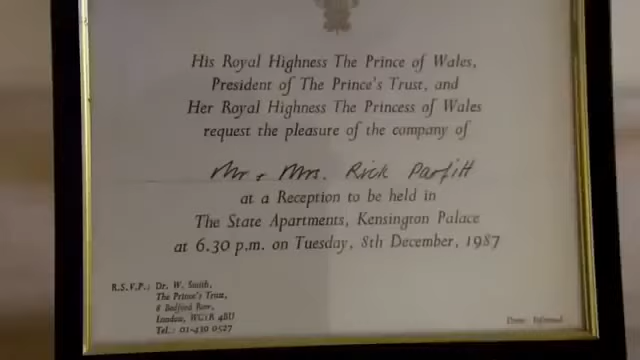 His Royal Highness The Prince of Wales,
President of The Prince's Trust, and
Her Royal Highness The Princess of Wales
request the pleasure of the company of
Mr & Mrs. Rick Parfitt
at a Reception to be held in
The State Apartments, Kensington Palace
at 6.30 p.m. on Tuesday, 8th December, 1987
R.S.V.P.: Dr. W. Smith,
The Prince's Trust,
8 Bedford Row,
London, WC1R 4BU
Tel.: 01-430 0527
Dress: Informal